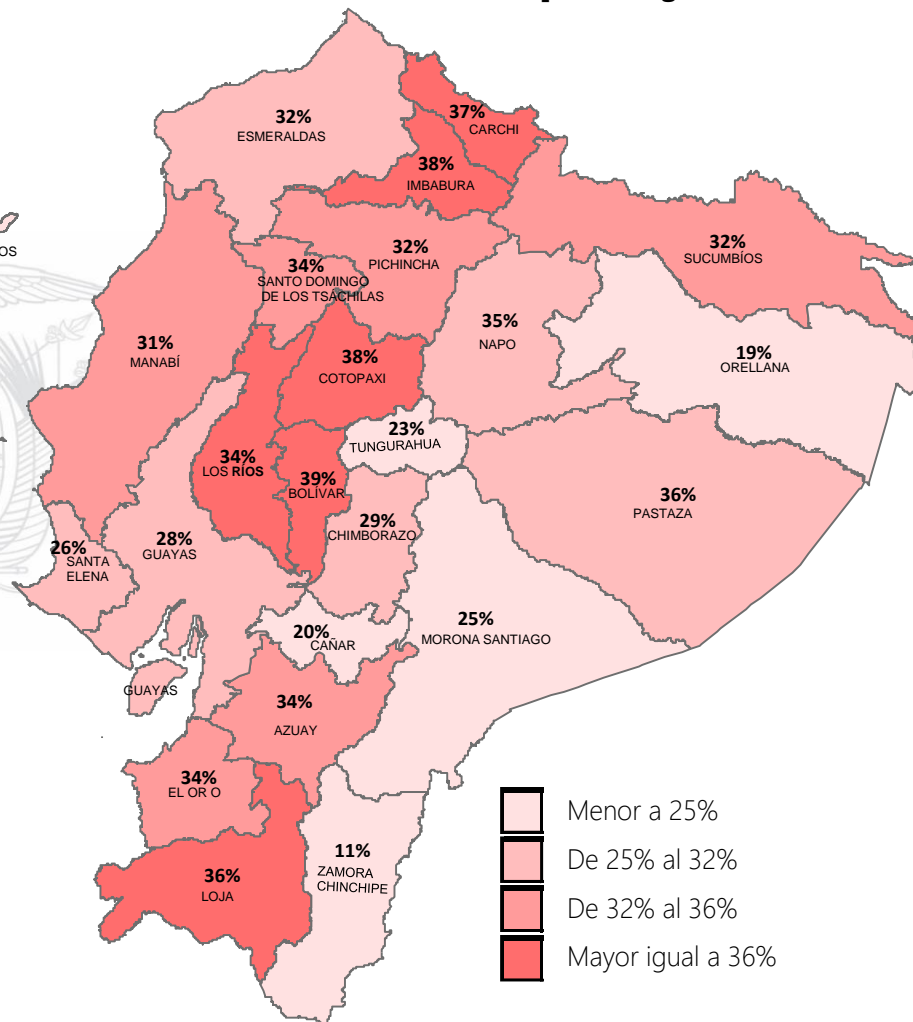 37%
CARCHI
32%
ESMERALDAS
38%
IMBABURA
OS
32%
PICHINCHA
32%
SUCUMBÍOS
34%
SANTO DOMINGO
DE LOS TSÁCHILAS
35%
NAPO
31%
MANABÍ
19%
ORELLANA
38%
COTOPAXI
23%
TUNGURAHUA
34%
LOS RÍOS
39%
BOLÍVAR
36%
PASTAZA
29%
CHIMBORAZO
28%
GUAYAS
26%
SANTA
ELENA
25%
MORONA SANTIAGO
20%
CAÑAR
GUAYAS
34%
AZUAY
34%
EL OR O
11%
ZAMORA
CHINCHIPE
36%
LOJA
Menor a 25%
De 25% al 32%
De 32% al 36%
Mayor igual a 36%